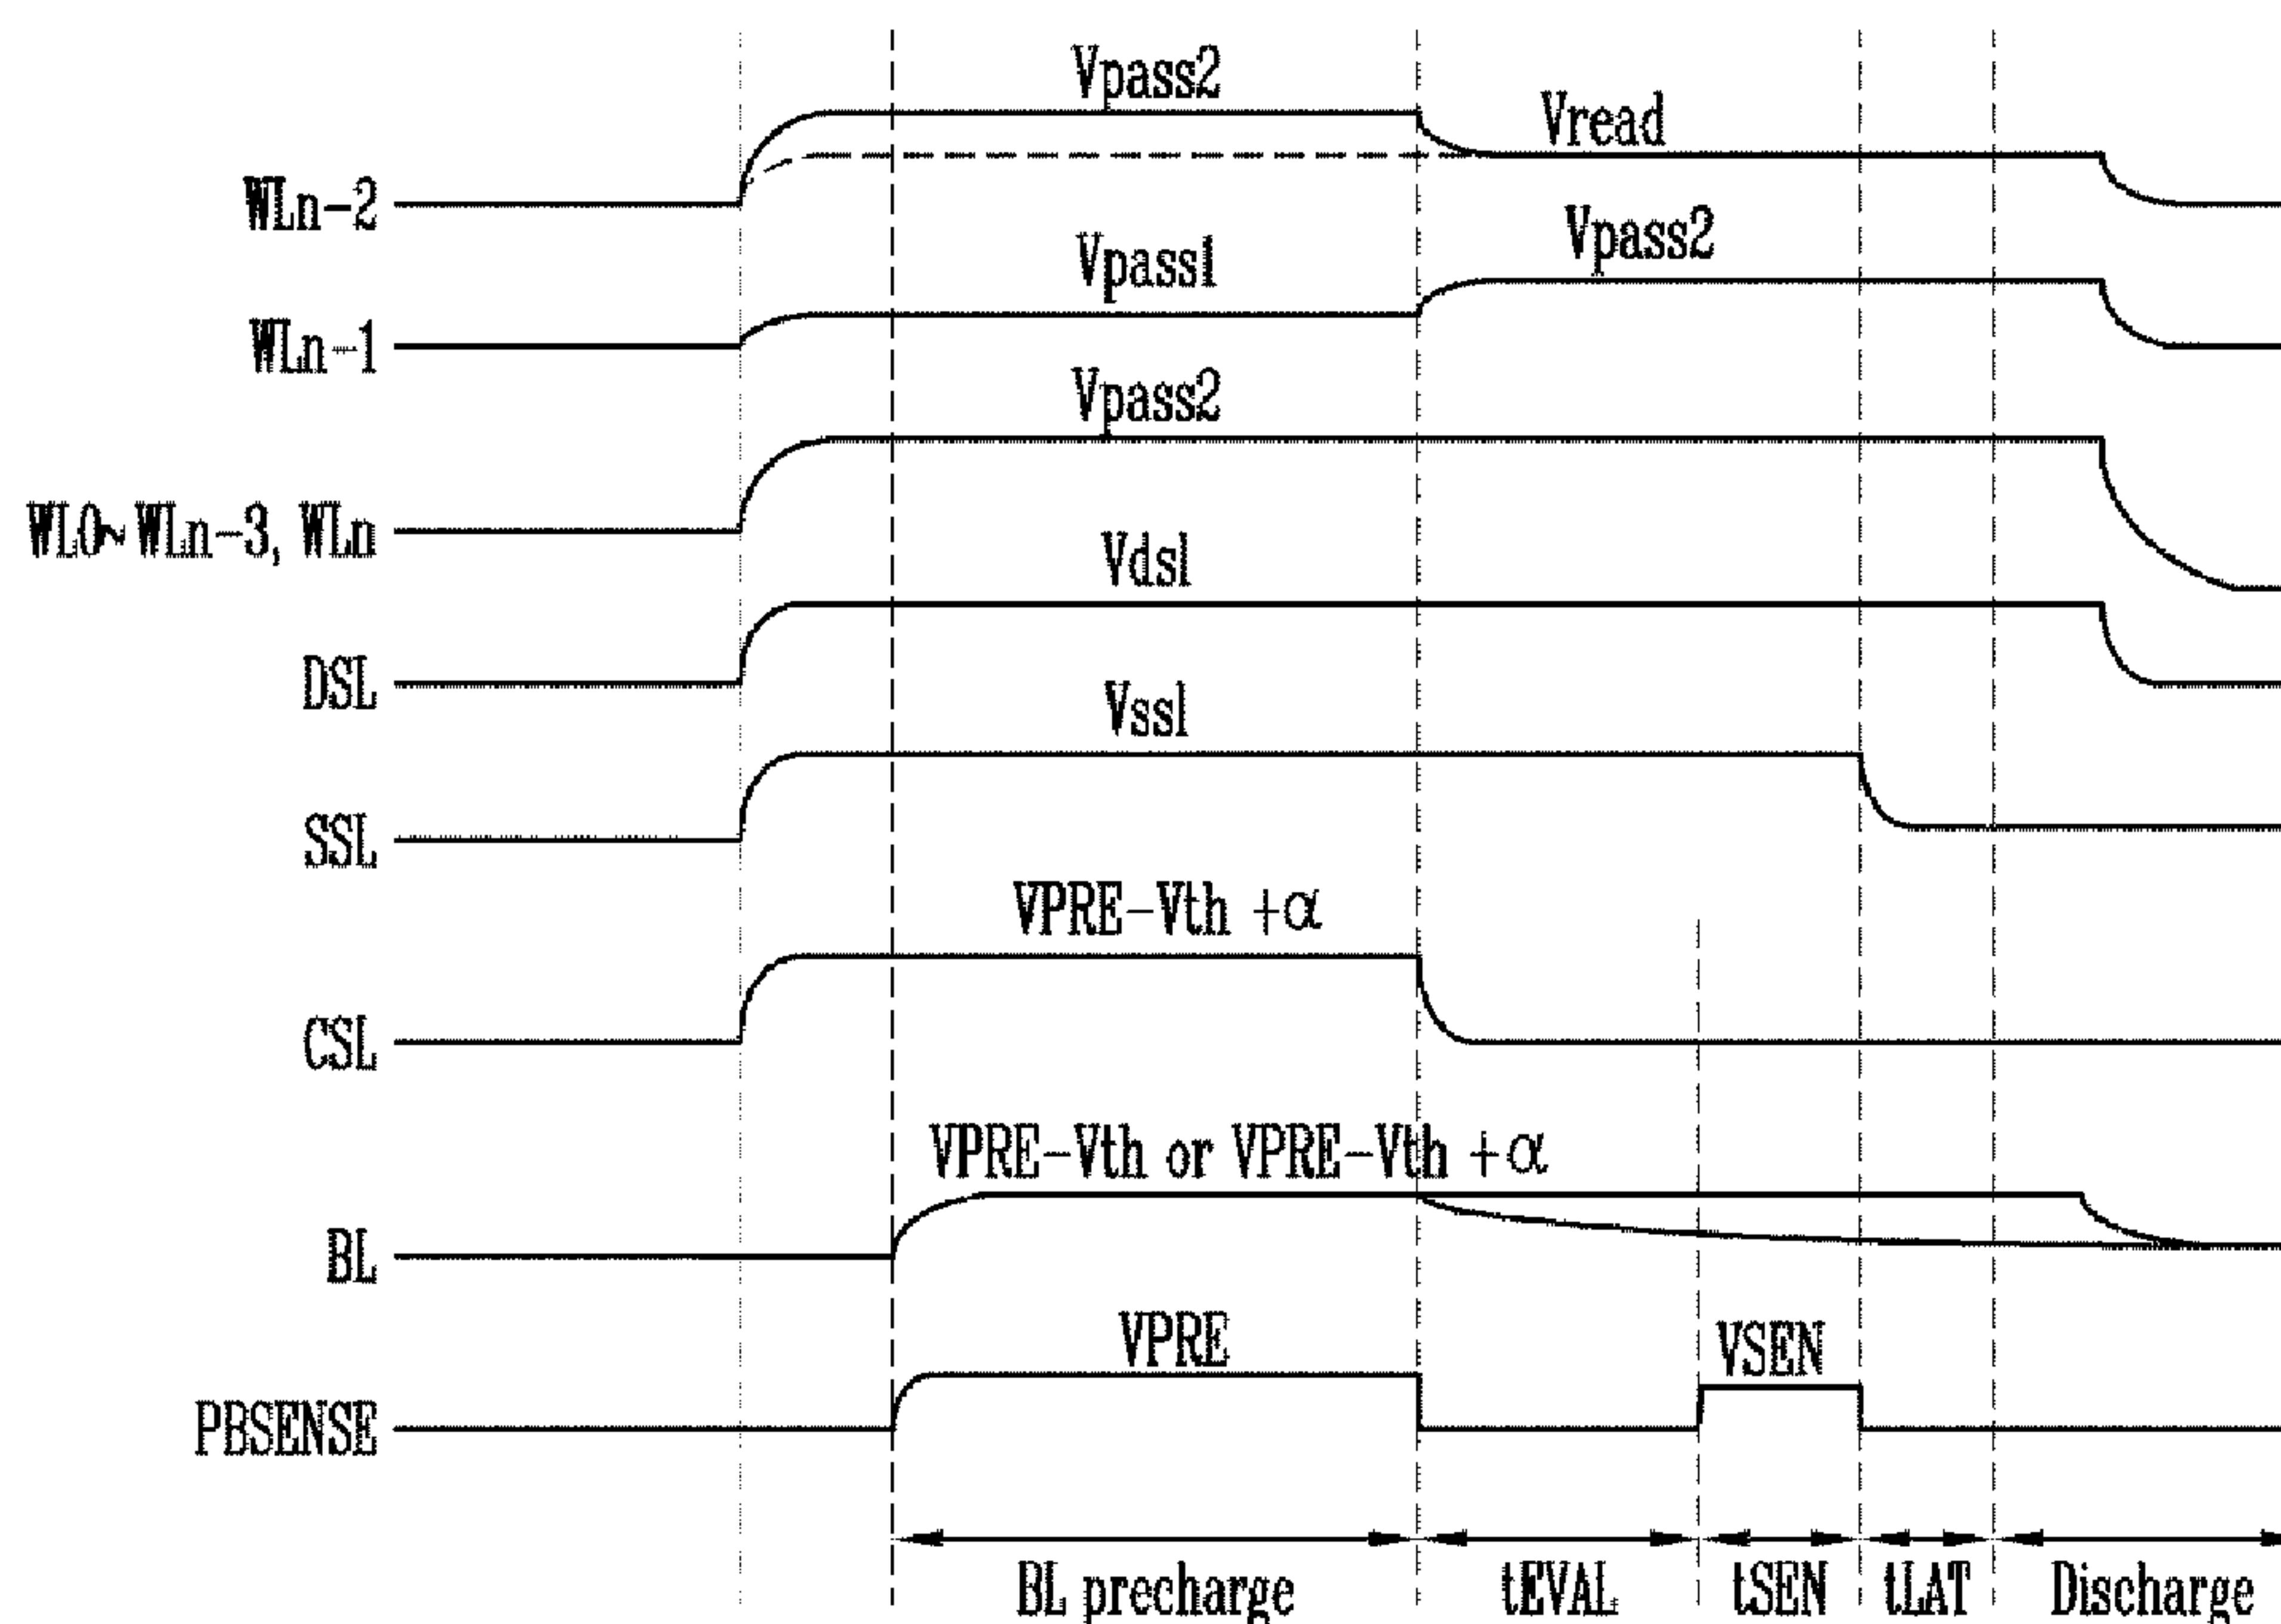 Vpass2
Vread
WLn-2
Vpass2
Vpass1
WLn-1
Vpass2
WL0~WLn-3, WLn
Vdsl
DSL
Vssl
SSL
VPRE-Vth +α
CSL
VPRE-Vth or VPRE-Vth +α
BL
VPRE
VSEN
PBSENSE
BL precharge tEVAL tSEN tLAT Discharge